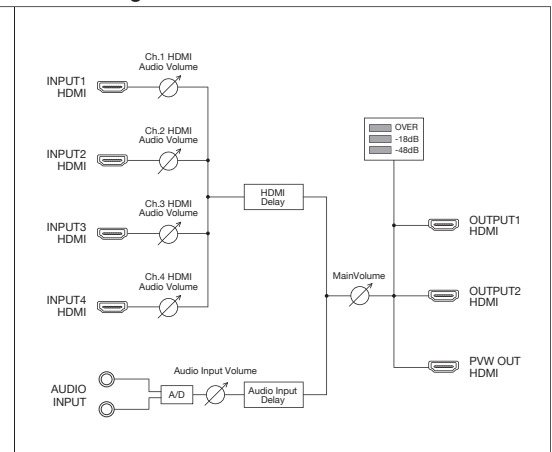 Ch.1 HDMI
Audio Volume
INPUT1
HDMI
Ch.2 HDMI
Audio Volume
INPUT2
HDMI
Ch.3 HDMI
Audio Volume
INPUT3
HDMI
Ch.4 HDMI
Audio Volume
INPUT4
HDMI
HDMI
Delay
OVER
-18dB
-48dB
MainVolume
OUTPUT1
HDMI
OUTPUT2
HDMI
PVW OUT
HDMI
AUDIO
INPUT
A/D
Audio Input Volume
Audio Input
Delay